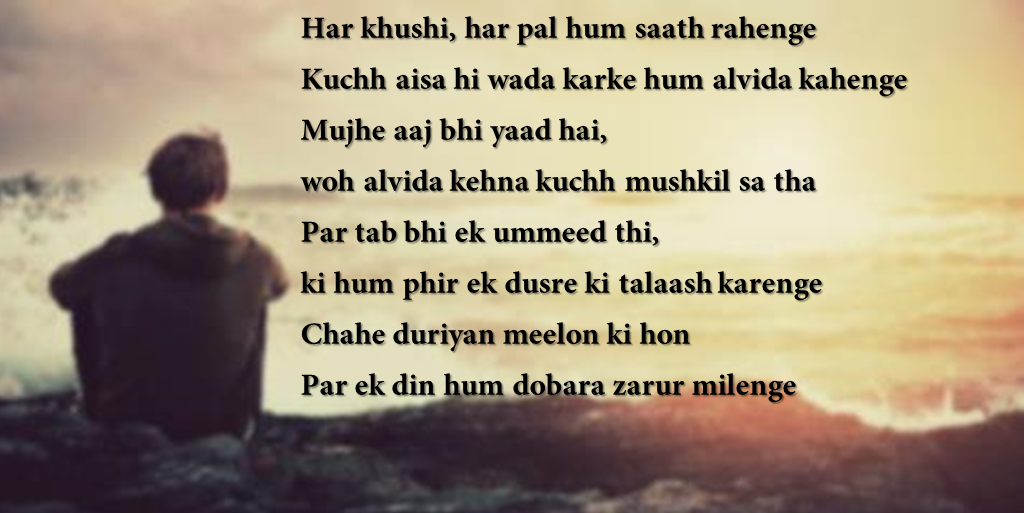 Har khushi, har pal hum saath rahenge
Kuchh aisa hi wada karke hum alvida kahenge
Mujhe aaj bhi yaad hai,
woh alvida kehna kuchh mushkil sa tha
Par tab bhi ek ummeed thi,
ki hum phir ek dusre ki talaash karenge
Chahe duriyan meelon ki hon
Par ek din hum dobara zarur milenge